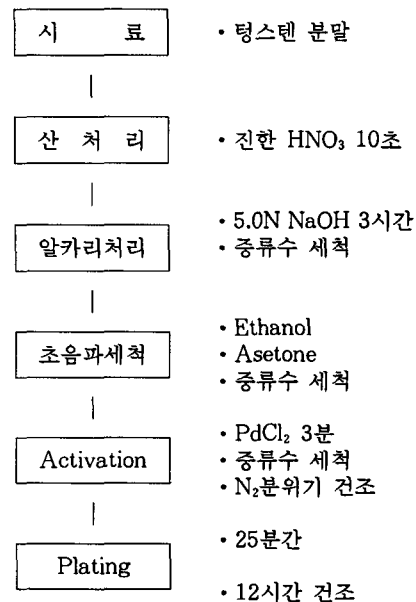 시 료
• 텅스텐 분말
산 처 리
• 진한 HNO₃ 10초
알카리처리
• 5.0N NaOH 3시간
• 증류수 세척
초음파세척
• Ethanol
• Asetone
• 증류수 세척
Activation
• PdCl₂ 3분
• 증류수 세척
• N₂분위기 건조
Plating
• 25분간
• 12시간 건조